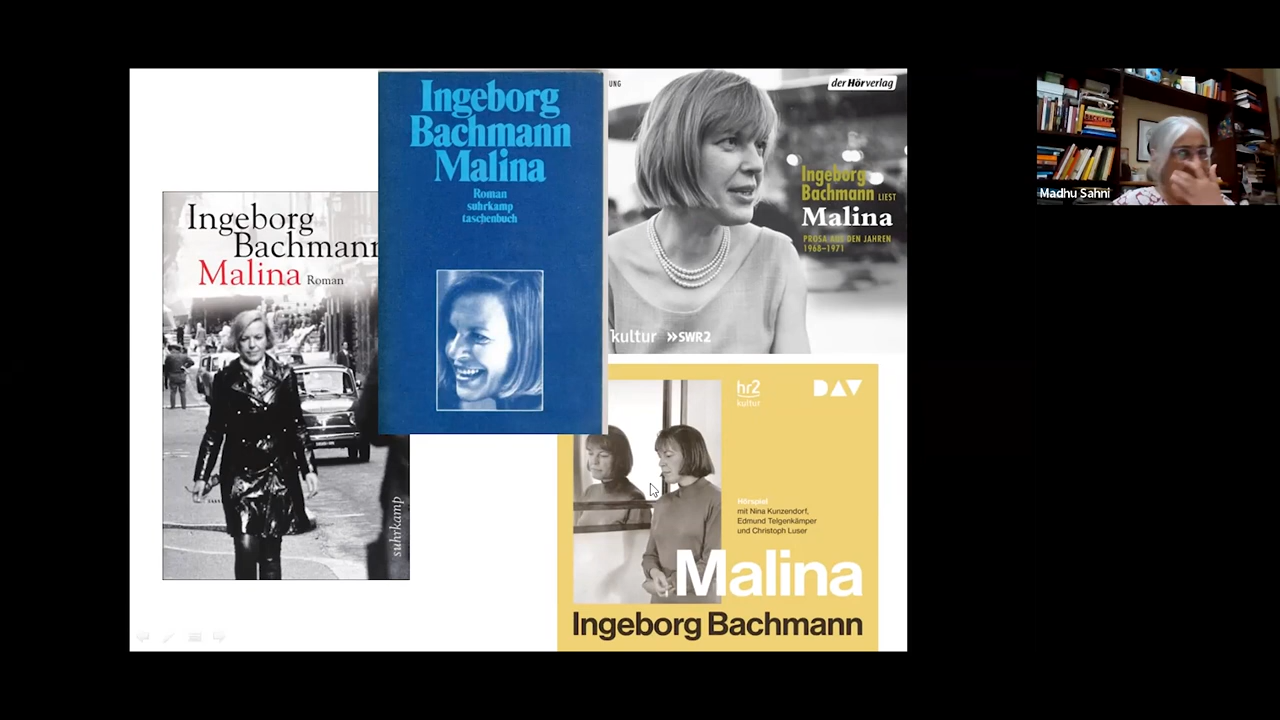 Ingeborg
Bachmann
Malina Roman
suhrkamp
Ingeborg
Bachmann
Malina
Roman
suhrkamp
taschenbuch
UNG
der Hörverlag
Ingeborg
Bachmann LIEST
Malina
PROSA AUS DEN JAHREN
1968–1971
kultur SWR2
hr2
kultur
DAV
Hörspiel
mit Nina Kunzendorf,
Edmund Telgenkämper
und Christoph Luser
Malina
Ingeborg Bachmann
Madhu Sahni